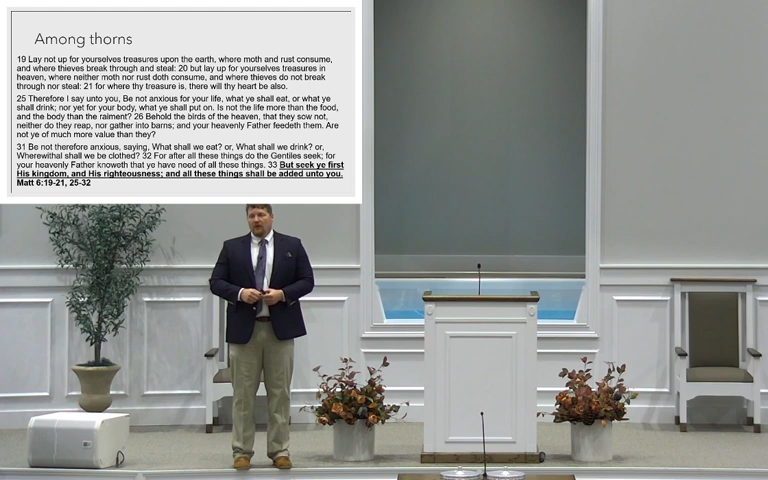 Among thorns
19 Lay not up for yourselves treasures upon the earth, where moth and rust consume,
and where thieves break through and steal: 20 but lay up for yourselves treasures in
heaven, where neither moth nor rust doth consume, and where thieves do not break
through nor steal: 21 for where thy treasure is, there will thy heart be also.
25 Therefore I say unto you, Be not anxious for your life, what ye shall eat, or what ye
shall drink; nor yet for your body, what ye shall put on. Is not the life more than the food,
and the body than the raiment? 26 Behold the birds of the heaven, that they sow not,
neither do they reap, nor gather into barns; and your heavenly Father feedeth them. Are
not ye of much more value than they?
31 Be not therefore anxious, saying, What shall we eat? or, What shall we drink? or,
Wherewithal shall we be clothed? 32 For after all these things do the Gentiles seek; for
your heavenly Father knoweth that ye have need of all these things. 33 But seek ye first
His kingdom, and His righteousness; and all these things shall be added unto you.
Matt 6:19-21, 25-32